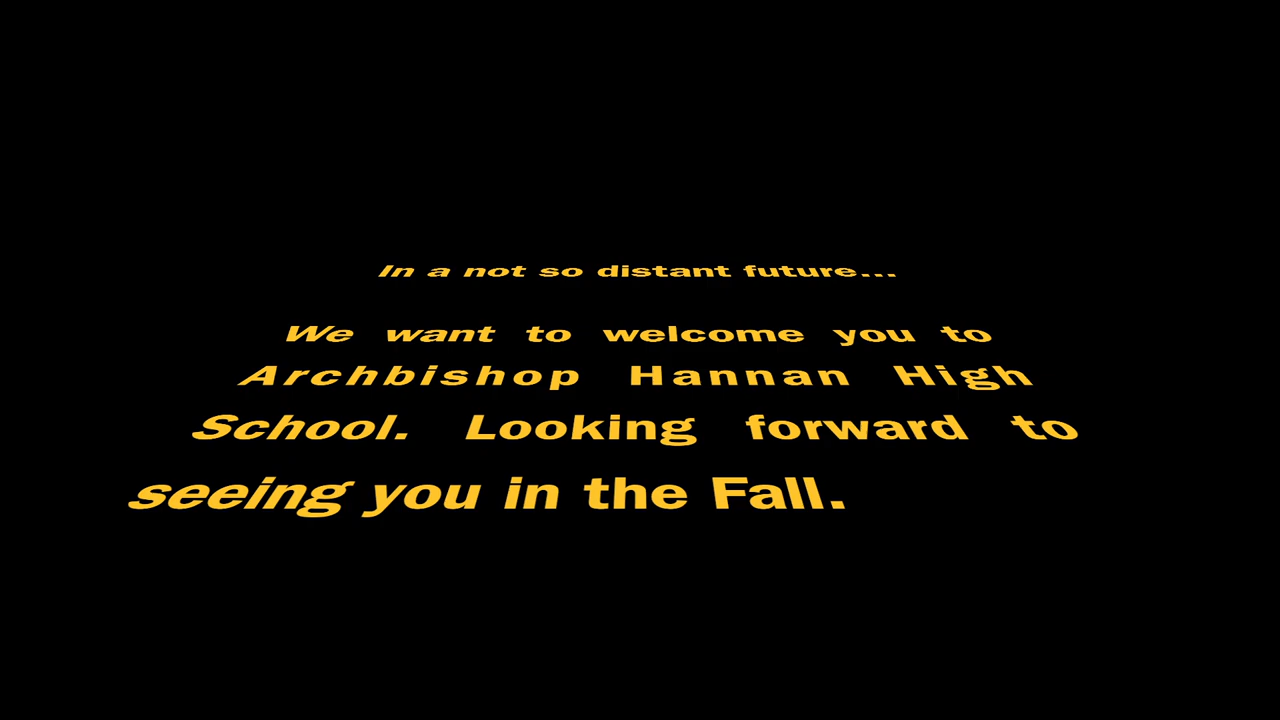 In a not so distant future...
We want to welcome you to
Archbishop Hannan High
School. Looking forward to
seeing you in the Fall.